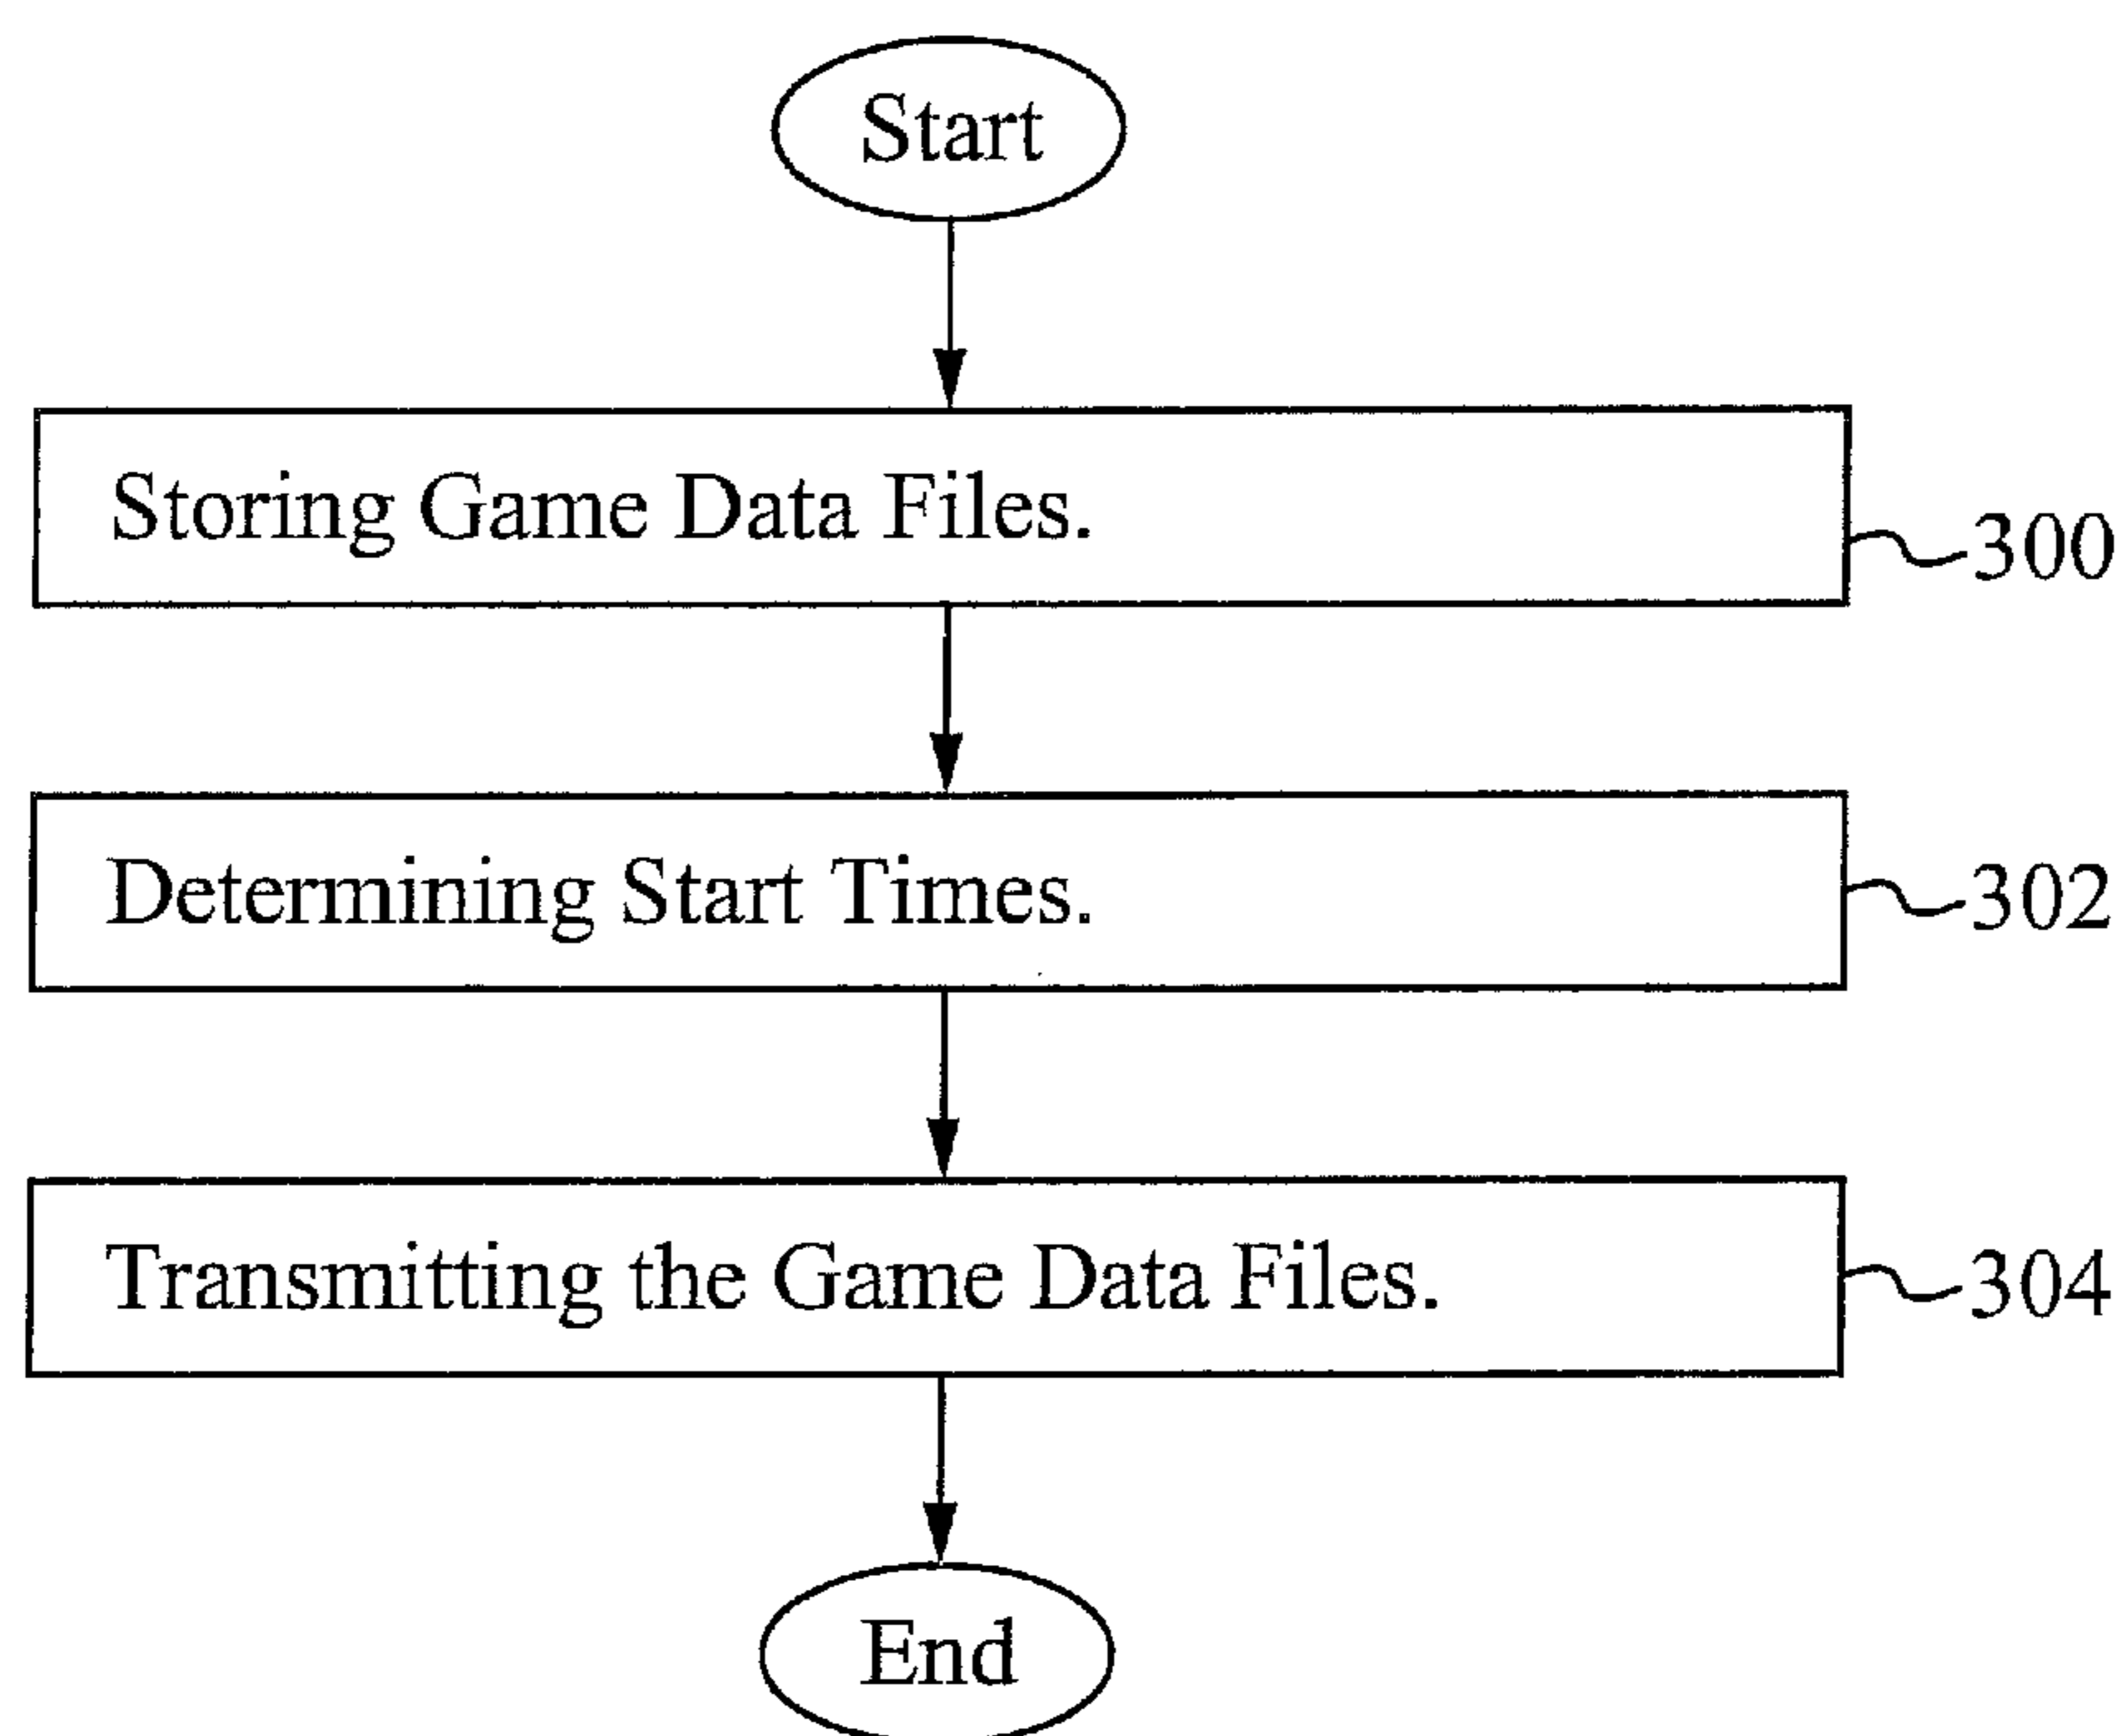 Start
Storing Game Data Files.
300
Determining Start Times.
302
Transmitting the Game Data Files.
304
End